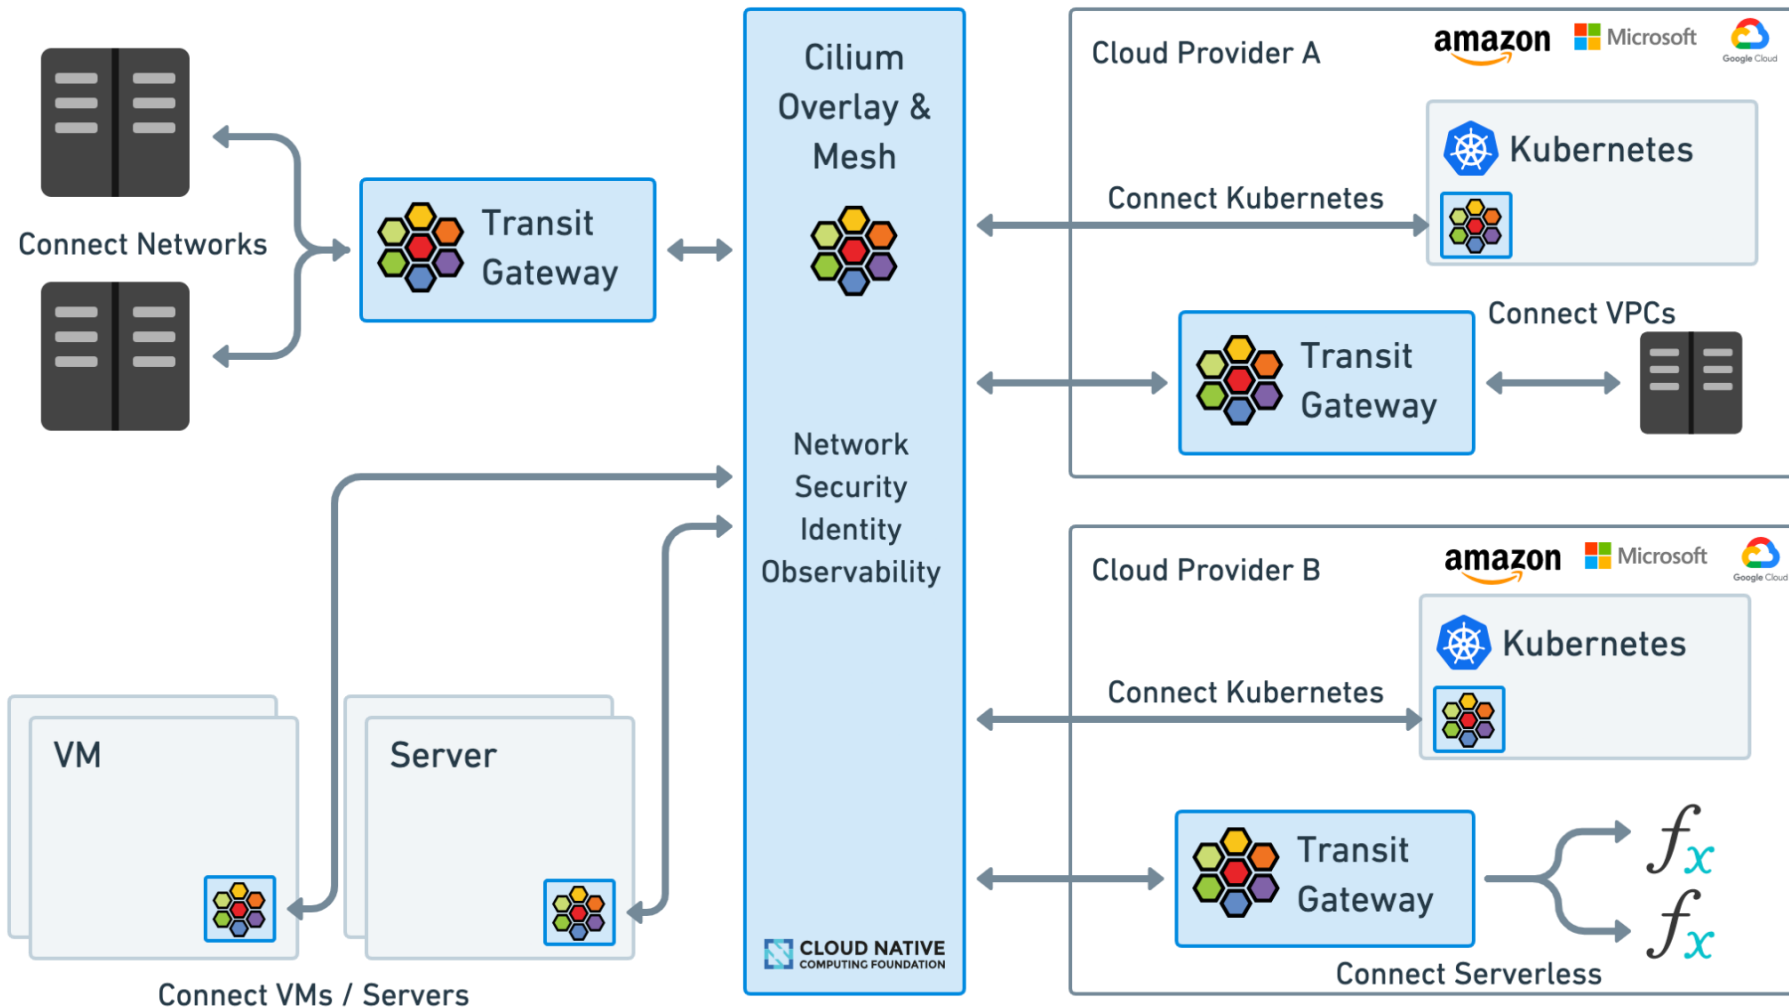 Connect Networks
Transit
Gateway
VM
Server
Connect VMs / Servers
Cilium
Overlay &
Mesh
Network
Security
Identity
Observability
CLOUD NATIVE
COMPUTING FOUNDATION
Cloud Provider A
amazon
Microsoft
Google Cloud
Kubernetes
Connect Kubernetes
Connect VPCs
Transit
Gateway
Cloud Provider B
amazon
Microsoft
Google Cloud
Kubernetes
Connect Kubernetes
Transit
Gateway
fx
fx
Connect Serverless